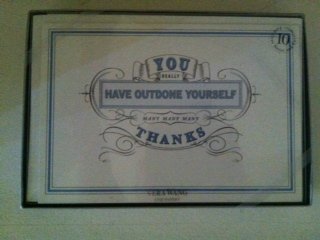 YOU
REALLY
HAVE OUTDONE YOURSELF
MANY MANY MANY
THANKS
10
VERA WANG